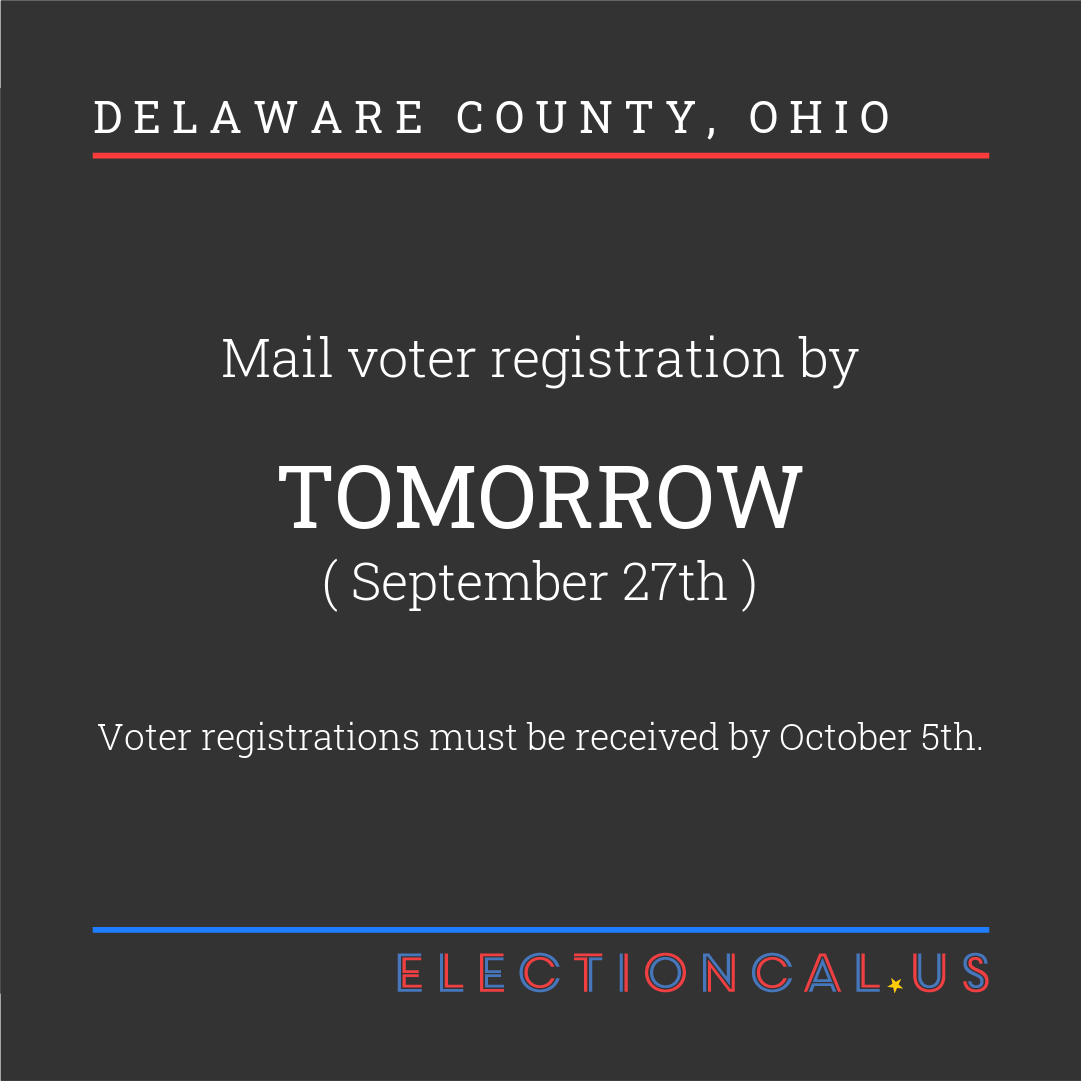 DELAWARE COUNTY, OHIO
Mail voter registration by
TOMORROW
( September 27th )
Voter registrations must be received by October 5th.
ELECTIONCAL.US